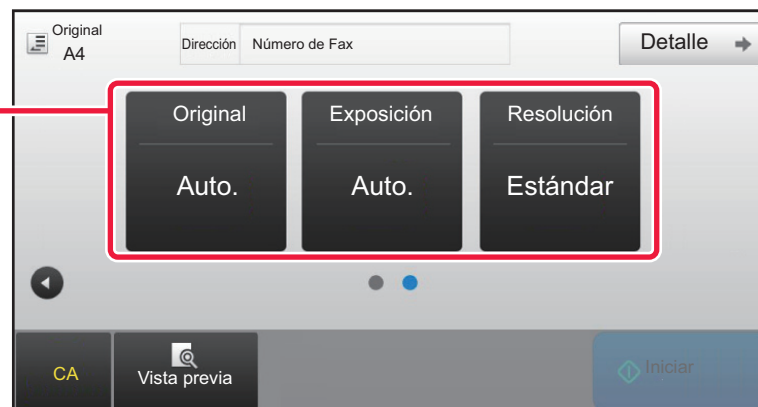 Original
A4
Dirección Número de Fax
Detalle
Original Exposición Resolución
Auto. Auto. Estándar
CA
Vista previa
Iniciar